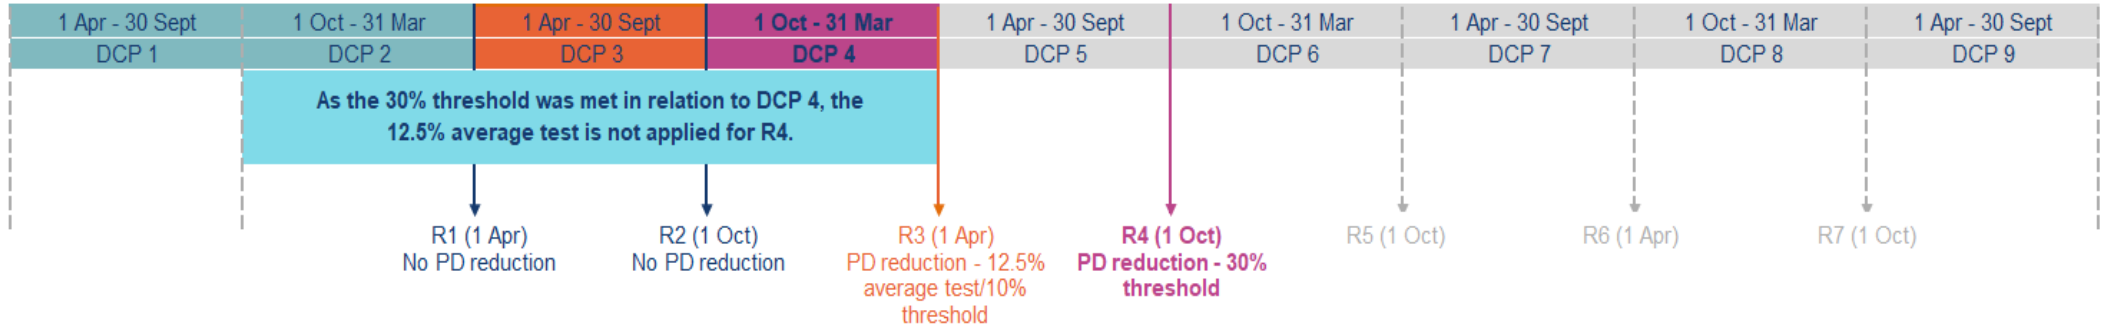 1 Apr - 30 Sept 1 Oct - 31 Mar 1 Apr - 30 Sept 1 Oct - 31 Mar 1 Apr - 30 Sept 1 Oct - 31 Mar 1 Apr - 30 Sept 1 Oct - 31 Mar 1 Apr - 30 Sept
DCP 1 DCP 2 DCP 3 DCP 4 DCP 5 DCP 6 DCP 7 DCP 8 DCP 9
As the 30% threshold was met in relation to DCP 4, the
12.5% average test is not applied for R4.
R1 (1 Apr)
No PD reduction
R2 (1 Oct)
No PD reduction
R3 (1 Apr)
PD reduction - 12.5%
average test/10%
threshold
R4 (1 Oct)
PD reduction - 30%
threshold
R5 (1 Oct)
R6 (1 Apr)
R7 (1 Oct)